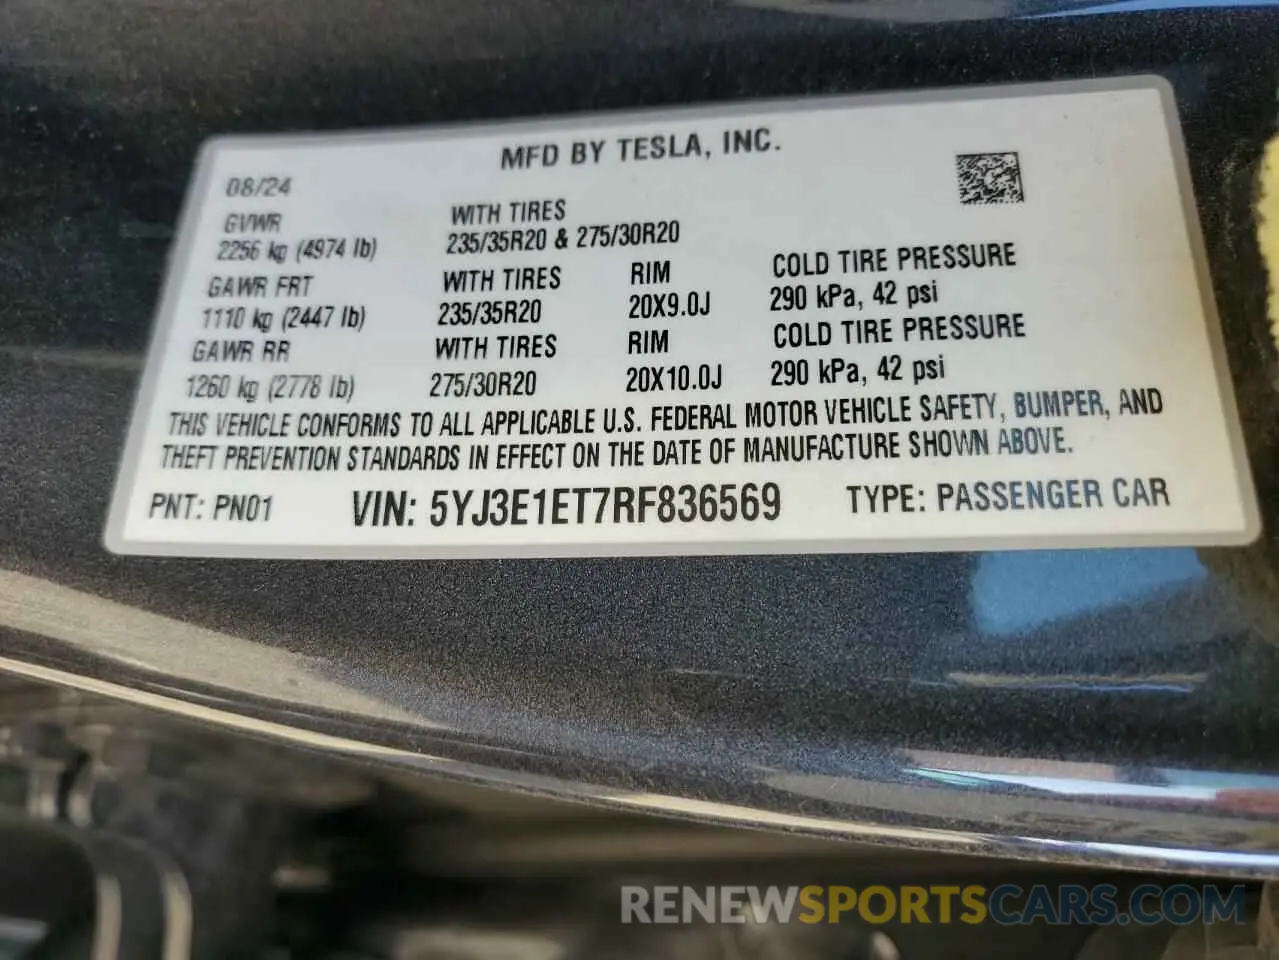 MFD BY TESLA, INC.
08/24
GVWR WITH TIRES
2256 kg (4974 lb) 235/35R20 & 275/30R20
GAWR FRT WITH TIRES RIM COLD TIRE PRESSURE
1110 kg (2447 lb) 235/35R20 20X9.0J 290 kPa, 42 psi
GAWR RR WITH TIRES RIM COLD TIRE PRESSURE
1260 kg (2778 lb) 275/30R20 20X10.0J 290 kPa, 42 psi
THIS VEHICLE CONFORMS TO ALL APPLICABLE U.S. FEDERAL MOTOR VEHICLE SAFETY, BUMPER, AND
THEFT PREVENTION STANDARDS IN EFFECT ON THE DATE OF MANUFACTURE SHOWN ABOVE.
PNT: PN01 VIN: 5YJ3E1ET7RF836569 TYPE: PASSENGER CAR
RENEWSPORTSCARS.COM